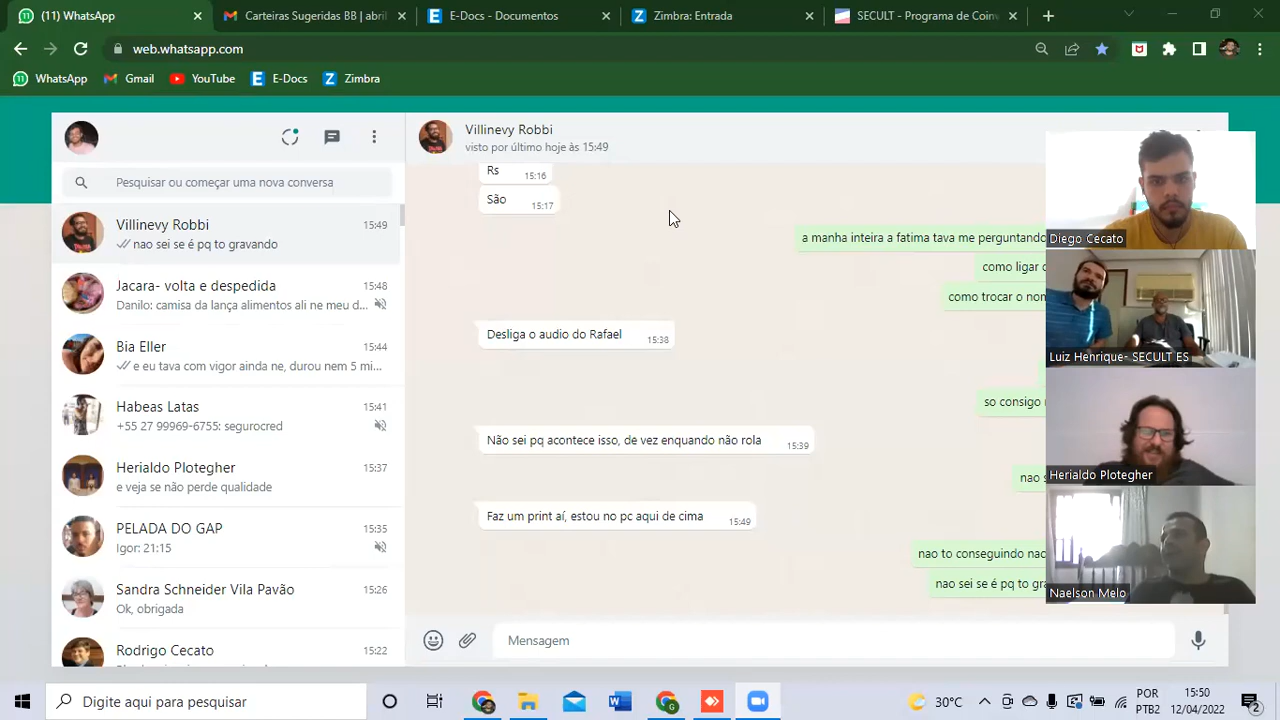 (11) WhatsApp
Carteiras Sugeridas BB | abril
E-Docs - Documentos
Zimbra: Entrada
SECULT - Programa de Coin
web.whatsapp.com
WhatsApp
Gmail
YouTube
E-Docs
Zimbra
Villinevy Robbi
visto por último hoje às 15:49
Pesquisar ou começar uma nova conversa
Villinevy Robbi
15:49
nao sei se é pq to gravando
Jacara- volta e despedida
15:48
Danilo: camisa da lança alimentos ali ne meu d...
Bia Eller
15:44
e eu tava com vigor ainda ne, durou nem 5 mi...
Habeas Latas
15:41
+55 27 99969-6755: segurocred
Herialdo Plotegher
15:37
e veja se não perde qualidade
PELADA DO GAP
15:35
Igor: 21:15
Sandra Schneider Vila Pavão
15:26
Ok, obrigada
Rodrigo Cecato
15:22
Rs
15:16
São
15:17
a manha inteira a fatima tava me perguntando
como ligar
como trocar o
Desliga o audio do Rafael
15:38
so consigo
Não sei pq acontece isso, de vez enquando não rola
15:39
nao
Faz um print aí, estou no pc aqui de cima
15:49
nao to conseguindo
nao sei se é pq to
Mensagem
Diego Cecato
Luiz Henrique- SECULT ES
Herialdo Plotegher
Naelson Melo
Digite aqui para pesquisar
30°C
POR
PTB2
15:50
12/04/2022
2